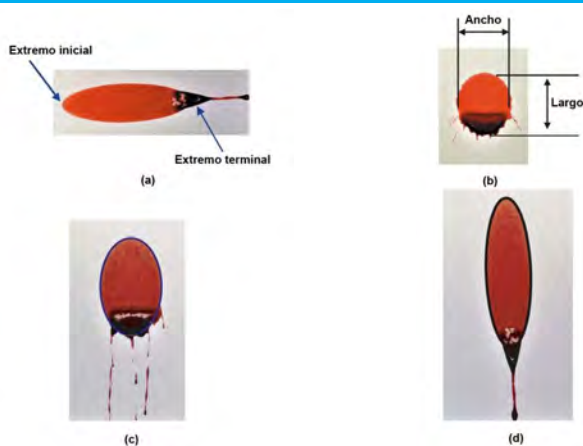 Extremo inicial
Extremo terminal
(a)
Ancho
Largo
(b)
(c)
(d)